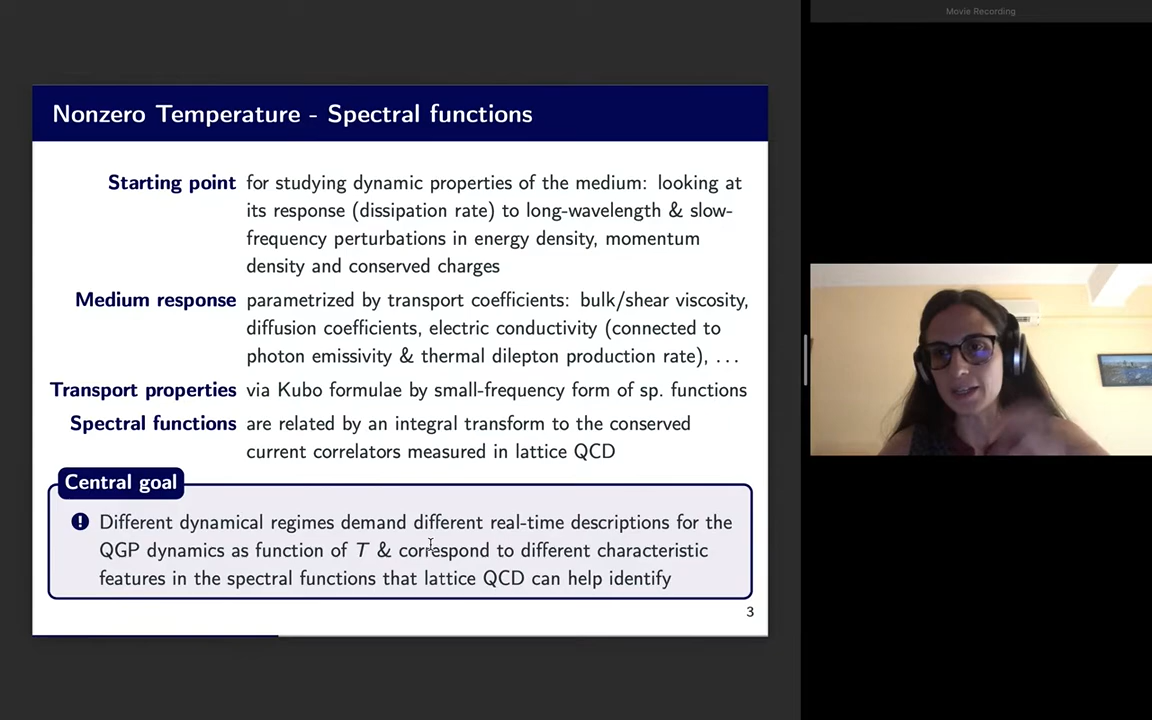 Movie Recording
Nonzero Temperature - Spectral functions
Starting point for studying dynamic properties of the medium: looking at
its response (dissipation rate) to long-wavelength & slow-
frequency perturbations in energy density, momentum
density and conserved charges
Medium response parametrized by transport coefficients: bulk/shear viscosity,
diffusion coefficients, electric conductivity (connected to
photon emissivity & thermal dilepton production rate), ...
Transport properties via Kubo formulae by small-frequency form of sp. functions
Spectral functions are related by an integral transform to the conserved
current correlators measured in lattice QCD
Central goal
Different dynamical regimes demand different real-time descriptions for the
QGP dynamics as function of T & correspond to different characteristic
features in the spectral functions that lattice QCD can help identify
3